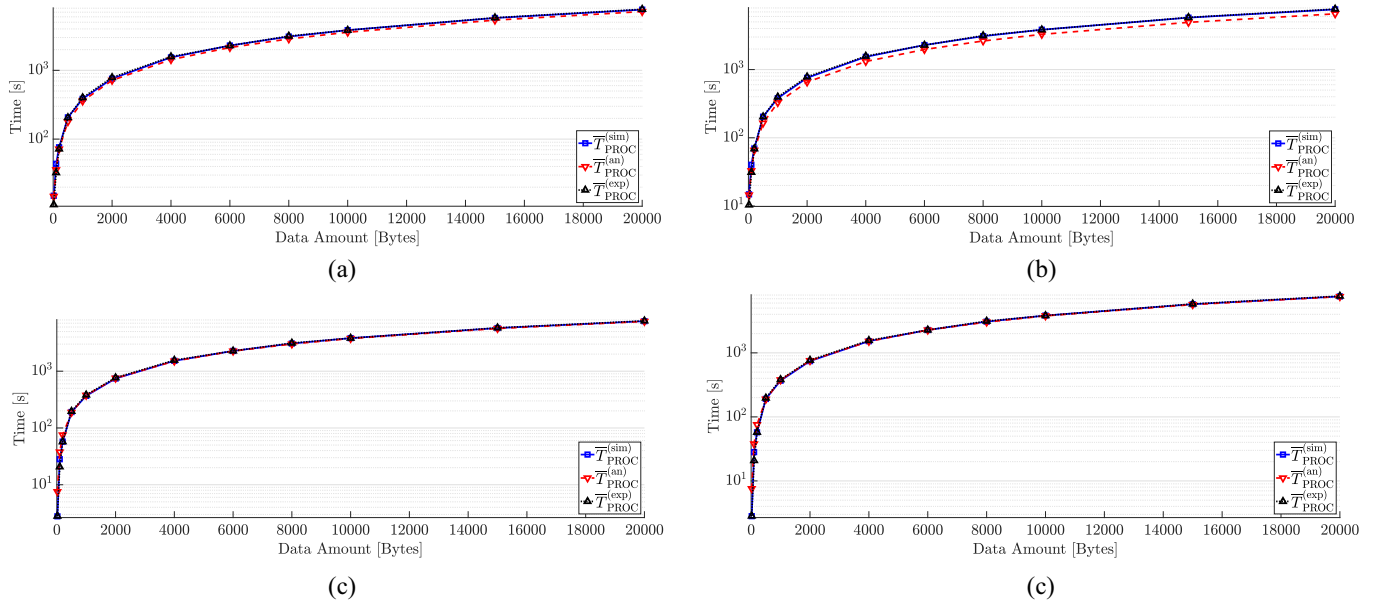 Time [s]
10^3
10^2
0 2000 4000 6000 8000 10000 12000 14000 16000 18000 20000
Data Amount [Bytes]
T̅_PROC^(sim)
T̅_PROC^(an)
T̅_PROC^(exp)
(a)
Time [s]
10^3
10^2
10^1
0 2000 4000 6000 8000 10000 12000 14000 16000 18000 20000
Data Amount [Bytes]
T̅_PROC^(sim)
T̅_PROC^(an)
T̅_PROC^(exp)
(b)
Time [s]
10^3
10^2
10^1
0 2000 4000 6000 8000 10000 12000 14000 16000 18000 20000
Data Amount [Bytes]
T̅_PROC^(sim)
T̅_PROC^(an)
T̅_PROC^(exp)
(c)
Time [s]
10^3
10^2
10^1
0 2000 4000 6000 8000 10000 12000 14000 16000 18000 20000
Data Amount [Bytes]
T̅_PROC^(sim)
T̅_PROC^(an)
T̅_PROC^(exp)
(c)